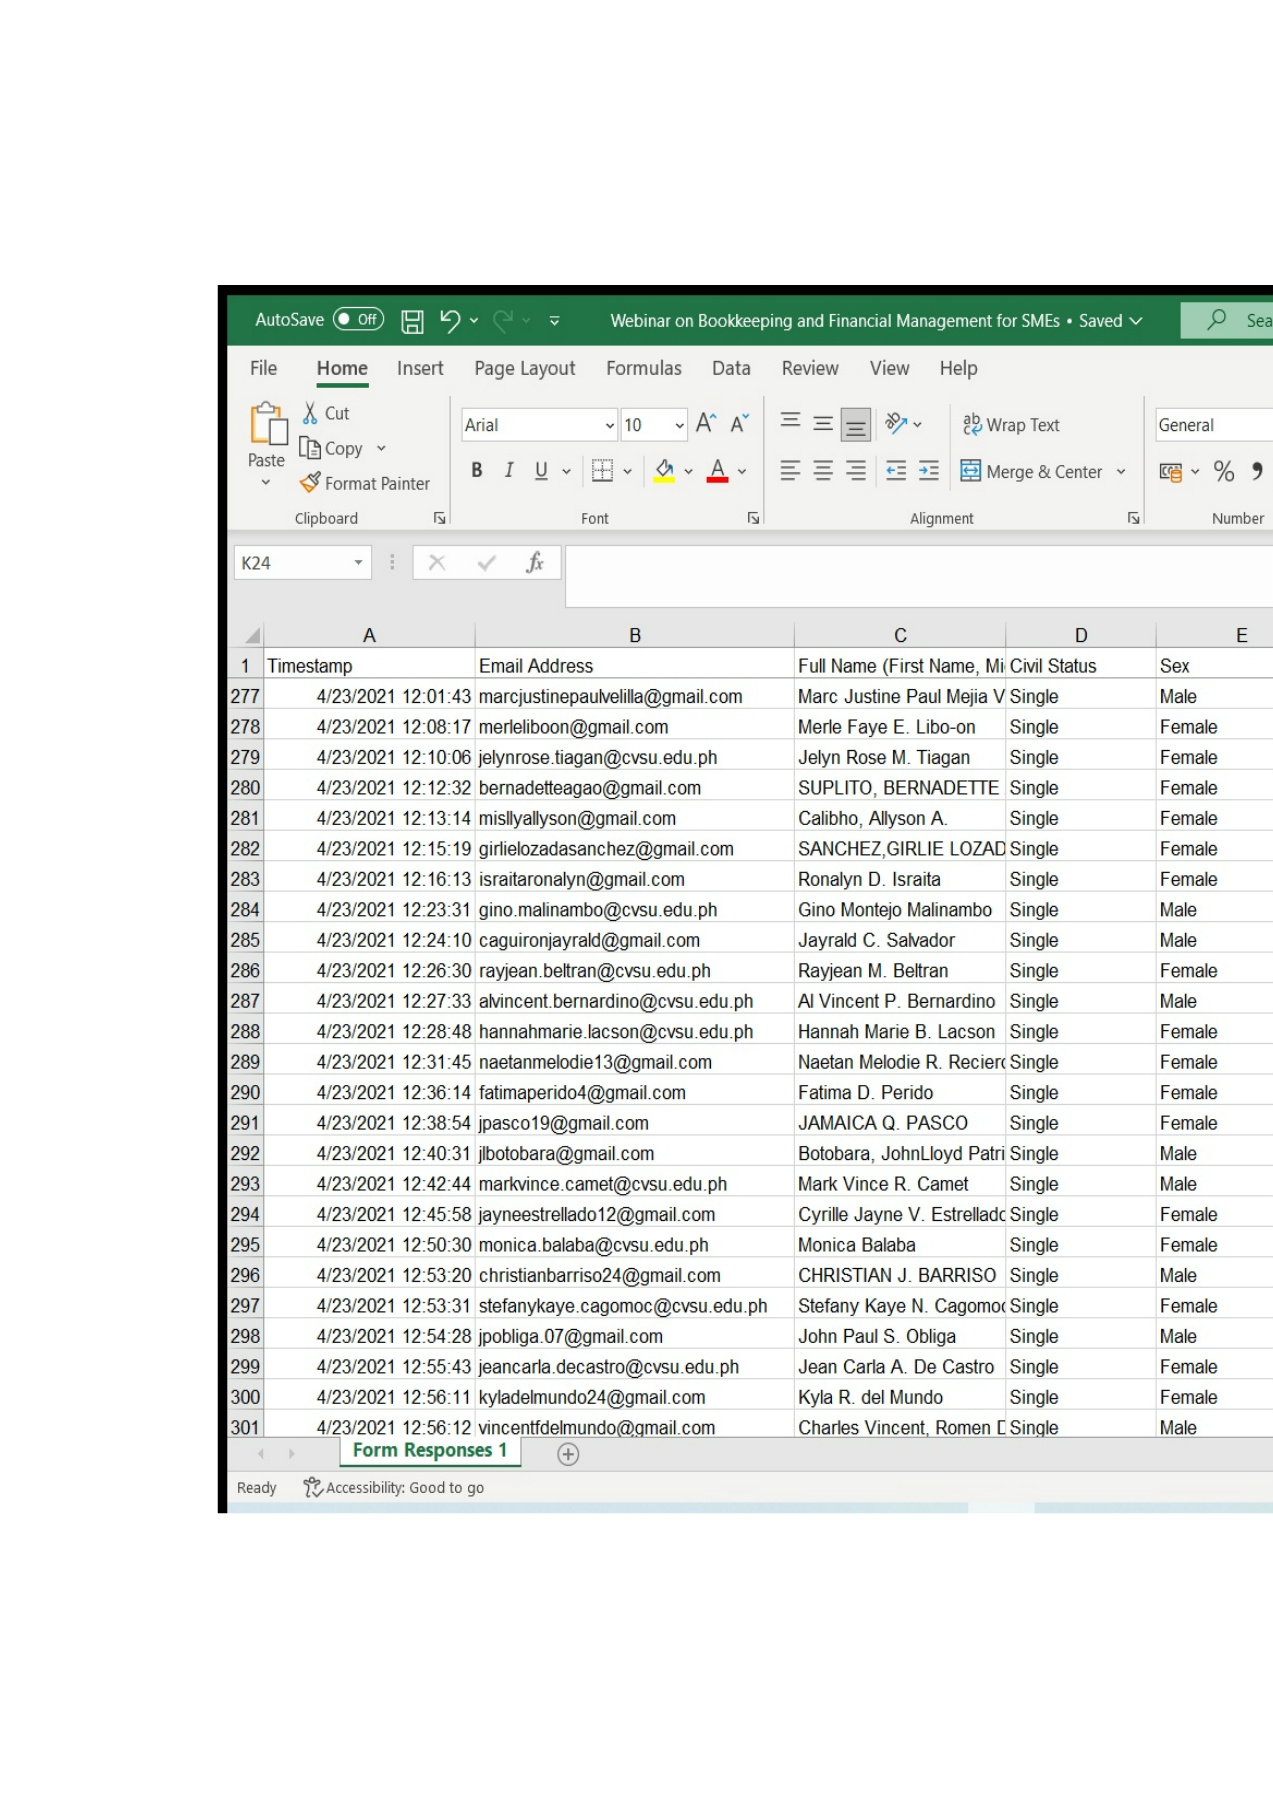 AutoSave Off Webinar on Bookkeeping and Financial Management for SMEs • Saved Sea
File Home Insert Page Layout Formulas Data Review View Help
Paste Cut Copy Format Painter
Arial 10 A A ab Wrap Text General
B I U A Merge & Center % 9
Clipboard Font Alignment Number
K24 fx
A B C D E
1 Timestamp Email Address Full Name (First Name, Mi Civil Status Sex
277 4/23/2021 12:01:43 marcjustinepaulvelilla@gmail.com Marc Justine Paul Mejia V Single Male
278 4/23/2021 12:08:17 merleliboon@gmail.com Merle Faye E. Libo-on Single Female
279 4/23/2021 12:10:06 jelynrose.tiagan@cvsu.edu.ph Jelyn Rose M. Tiagan Single Female
280 4/23/2021 12:12:32 bernadetteagao@gmail.com SUPLITO, BERNADETTE Single Female
281 4/23/2021 12:13:14 misllyallyson@gmail.com Calibho, Allyson A. Single Female
282 4/23/2021 12:15:19 girlielozadasanchez@gmail.com SANCHEZ,GIRLIE LOZAD Single Female
283 4/23/2021 12:16:13 israitaronalyn@gmail.com Ronalyn D. Israita Single Female
284 4/23/2021 12:23:31 gino.malinambo@cvsu.edu.ph Gino Montejo Malinambo Single Male
285 4/23/2021 12:24:10 caguironjayrald@gmail.com Jayrald C. Salvador Single Male
286 4/23/2021 12:26:30 rayjean.beltran@cvsu.edu.ph Rayjean M. Beltran Single Female
287 4/23/2021 12:27:33 alvincent.bernardino@cvsu.edu.ph Al Vincent P. Bernardino Single Male
288 4/23/2021 12:28:48 hannahmarie.lacson@cvsu.edu.ph Hannah Marie B. Lacson Single Female
289 4/23/2021 12:31:45 naetanmelodie13@gmail.com Naetan Melodie R. Recier Single Female
290 4/23/2021 12:36:14 fatimaperido4@gmail.com Fatima D. Perido Single Female
291 4/23/2021 12:38:54 jpasco19@gmail.com JAMAICA Q. PASCO Single Female
292 4/23/2021 12:40:31 jlbotobara@gmail.com Botobara, JohnLloyd Patri Single Male
293 4/23/2021 12:42:44 markvince.camet@cvsu.edu.ph Mark Vince R. Camet Single Male
294 4/23/2021 12:45:58 jayneestrellado12@gmail.com Cyrille Jayne V. Estrellad Single Female
295 4/23/2021 12:50:30 monica.balaba@cvsu.edu.ph Monica Balaba Single Female
296 4/23/2021 12:53:20 christianbarriso24@gmail.com CHRISTIAN J. BARRISO Single Male
297 4/23/2021 12:53:31 stefanykaye.cagomoc@cvsu.edu.ph Stefany Kaye N. Cagomo Single Female
298 4/23/2021 12:54:28 jpobliga.07@gmail.com John Paul S. Obliga Single Male
299 4/23/2021 12:55:43 jeancarla.decastro@cvsu.edu.ph Jean Carla A. De Castro Single Female
300 4/23/2021 12:56:11 kyladelmundo24@gmail.com Kyla R. del Mundo Single Female
301 4/23/2021 12:56:12 vincentfdelmundo@gmail.com Charles Vincent, Romen D Single Male
Form Responses 1
Ready Accessibility: Good to go